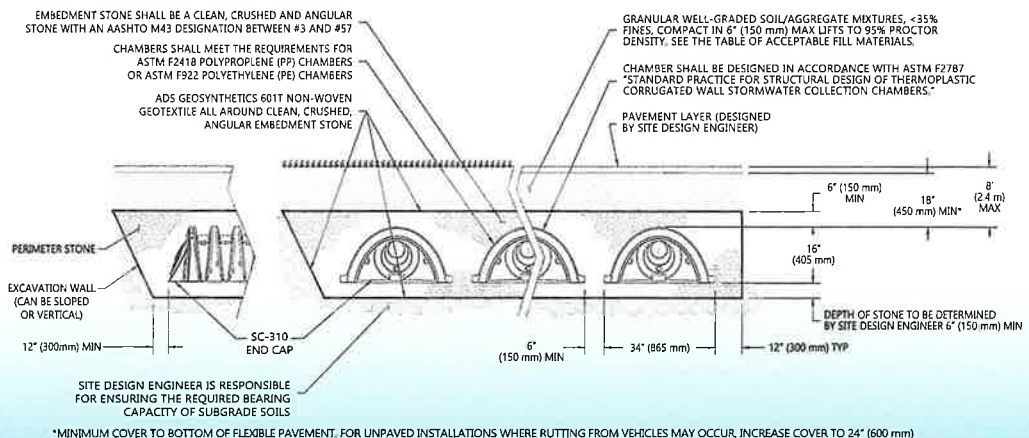 EMBEDMENT STONE SHALL BE A CLEAN, CRUSHED AND ANGULAR
STONE WITH AN AASHTO M43 DESIGNATION BETWEEN #3 AND #57
CHAMBERS SHALL MEET THE REQUIREMENTS FOR
ASTM F2418 POLYPROPLENE (PP) CHAMBERS
OR ASTM F922 POLYETHYLENE (PE) CHAMBERS
ADS GEOSYNTHETICS 601T NON-WOVEN
GEOTEXTILE ALL AROUND CLEAN, CRUSHED,
ANGULAR EMBEDMENT STONE
GRANULAR WELL-GRADED SOIL/AGGREGATE MIXTURES, <35%
FINES, COMPACT IN 6" (150 mm) MAX LIFTS TO 95% PROCTOR
DENSITY. SEE THE TABLE OF ACCEPTABLE FILL MATERIALS.
CHAMBER SHALL BE DESIGNED IN ACCORDANCE WITH ASTM F2787
"STANDARD PRACTICE FOR STRUCTURAL DESIGN OF THERMOPLASTIC
CORRUGATED WALL STORMWATER COLLECTION CHAMBERS."
PAVEMENT LAYER (DESIGNED
BY SITE DESIGN ENGINEER)
6" (150 mm)
MIN
18"
(450 mm) MIN*
8'
(2.4 m)
MAX
16"
(405 mm)
PERIMETER STONE
EXCAVATION WALL
(CAN BE SLOPED
OR VERTICAL)
12" (300mm) MIN
SC-310
END CAP
6"
(150 mm) MIN
34" (865 mm)
12" (300 mm) TYP
DEPTH OF STONE TO BE DETERMINED
BY SITE DESIGN ENGINEER 6" (150 mm) MIN
SITE DESIGN ENGINEER IS RESPONSIBLE
FOR ENSURING THE REQUIRED BEARING
CAPACITY OF SUBGRADE SOILS
*MINIMUM COVER TO BOTTOM OF FLEXIBLE PAVEMENT. FOR UNPAVED INSTALLATIONS WHERE RUTTING FROM VEHICLES MAY OCCUR, INCREASE COVER TO 24" (600 mm)